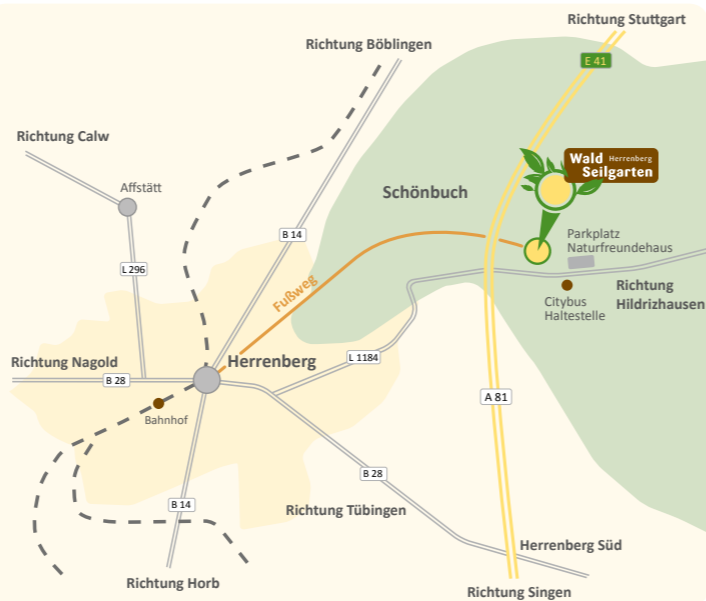 Richtung Stuttgart
Richtung Böblingen
E 41
Richtung Calw
Wald Herrenberg
Seilgarten
Affstätt
Schönbuch
B 14
Parkplatz
Naturfreundehaus
L 296
Fußweg
Richtung
Hildrizhausen
Citybus
Haltestelle
Richtung Nagold
Herrenberg
L 1184
B 28
A 81
Bahnhof
B 28
B 14
Richtung Tübingen
Herrenberg Süd
Richtung Horb
Richtung Singen